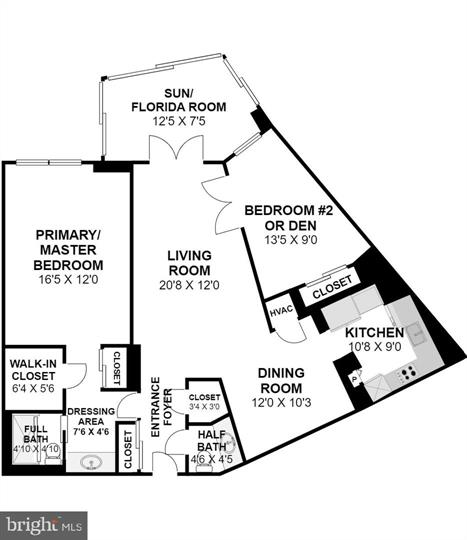 SUN/
FLORIDA ROOM
12'5 X 7'5
BEDROOM #2
OR DEN
13'5 X 9'0
PRIMARY/
MASTER
BEDROOM
16'5 X 12'0
LIVING
ROOM
20'8 X 12'0
CLOSET
HVAC
KITCHEN
10'8 X 9'0
P
DINING
ROOM
12'0 X 10'3
WALK-IN
CLOSET
6'4 X 5'6
CLOSET
ENTRANCE
FOYER
CLOSET
3'4 X 3'0
DRESSING
AREA
7'6 X 4'6
FULL
BATH
4'10 X 4'10
CLOSET
HALF
BATH
4'6 X 4'5
bright MLS